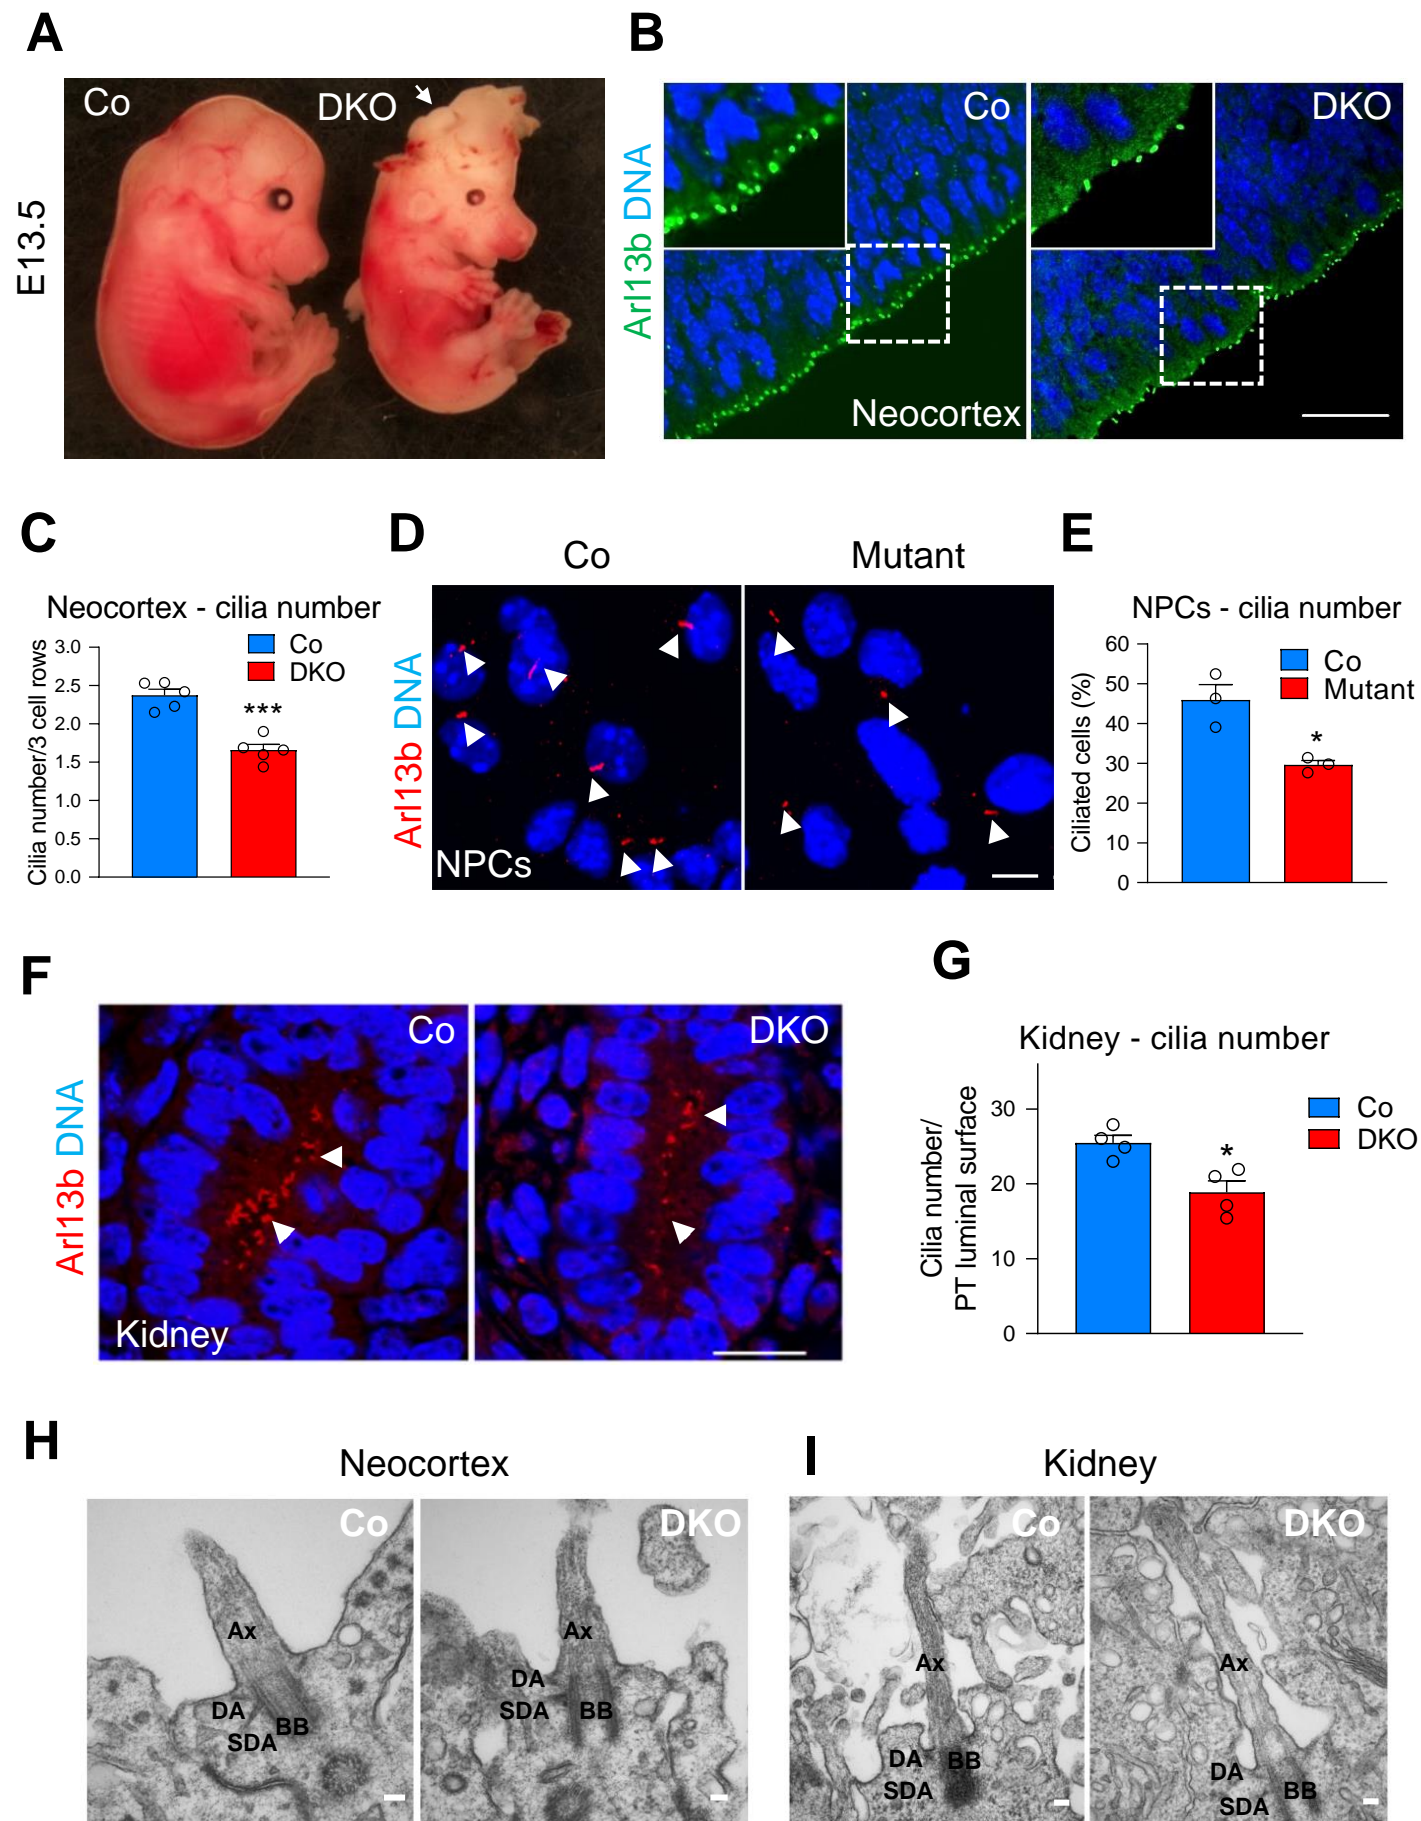 A
Co
DKO
E13.5
B
Co
DKO
Arl13b DNA
Neocortex
C
Neocortex - cilia number
Cilia number/3 cell rows
3.0
2.5
2.0
1.5
1.0
0.5
0.0
Co
DKO
***
D
Co
Mutant
Arl13b DNA
NPCs
E
NPCs - cilia number
Ciliated cells (%)
60
50
40
30
20
10
0
Co
Mutant
*
F
Co
DKO
Arl13b DNA
Kidney
G
Kidney - cilia number
Cilia number/
PT luminal surface
30
20
10
0
Co
DKO
*
H
Neocortex
Co
Ax
DA
SDA
BB
DKO
Ax
DA
SDA
BB
I
Kidney
Co
Ax
DA
BB
SDA
DKO
Ax
DA
BB
SDA